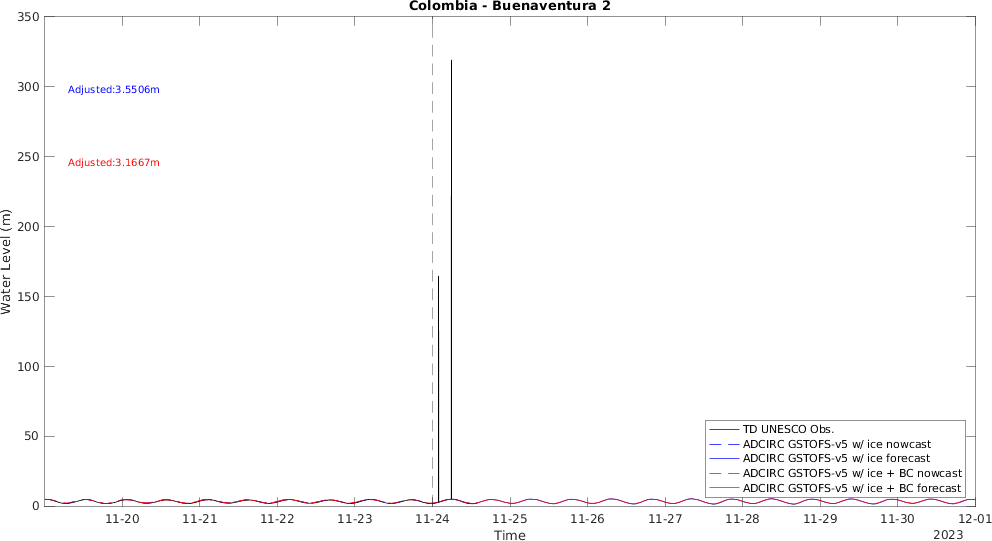 Colombia - Buenaventura 2
350
300
250
200
150
100
50
0
Water Level (m)
Adjusted:3.5506m
Adjusted:3.1667m
TD UNESCO Obs.
ADCIRC GSTOFS-v5 w/ ice nowcast
ADCIRC GSTOFS-v5 w/ ice forecast
ADCIRC GSTOFS-v5 w/ ice + BC nowcast
ADCIRC GSTOFS-v5 w/ ice + BC forecast
11-20 11-21 11-22 11-23 11-24 11-25 11-26 11-27 11-28 11-29 11-30 12-01
Time
2023